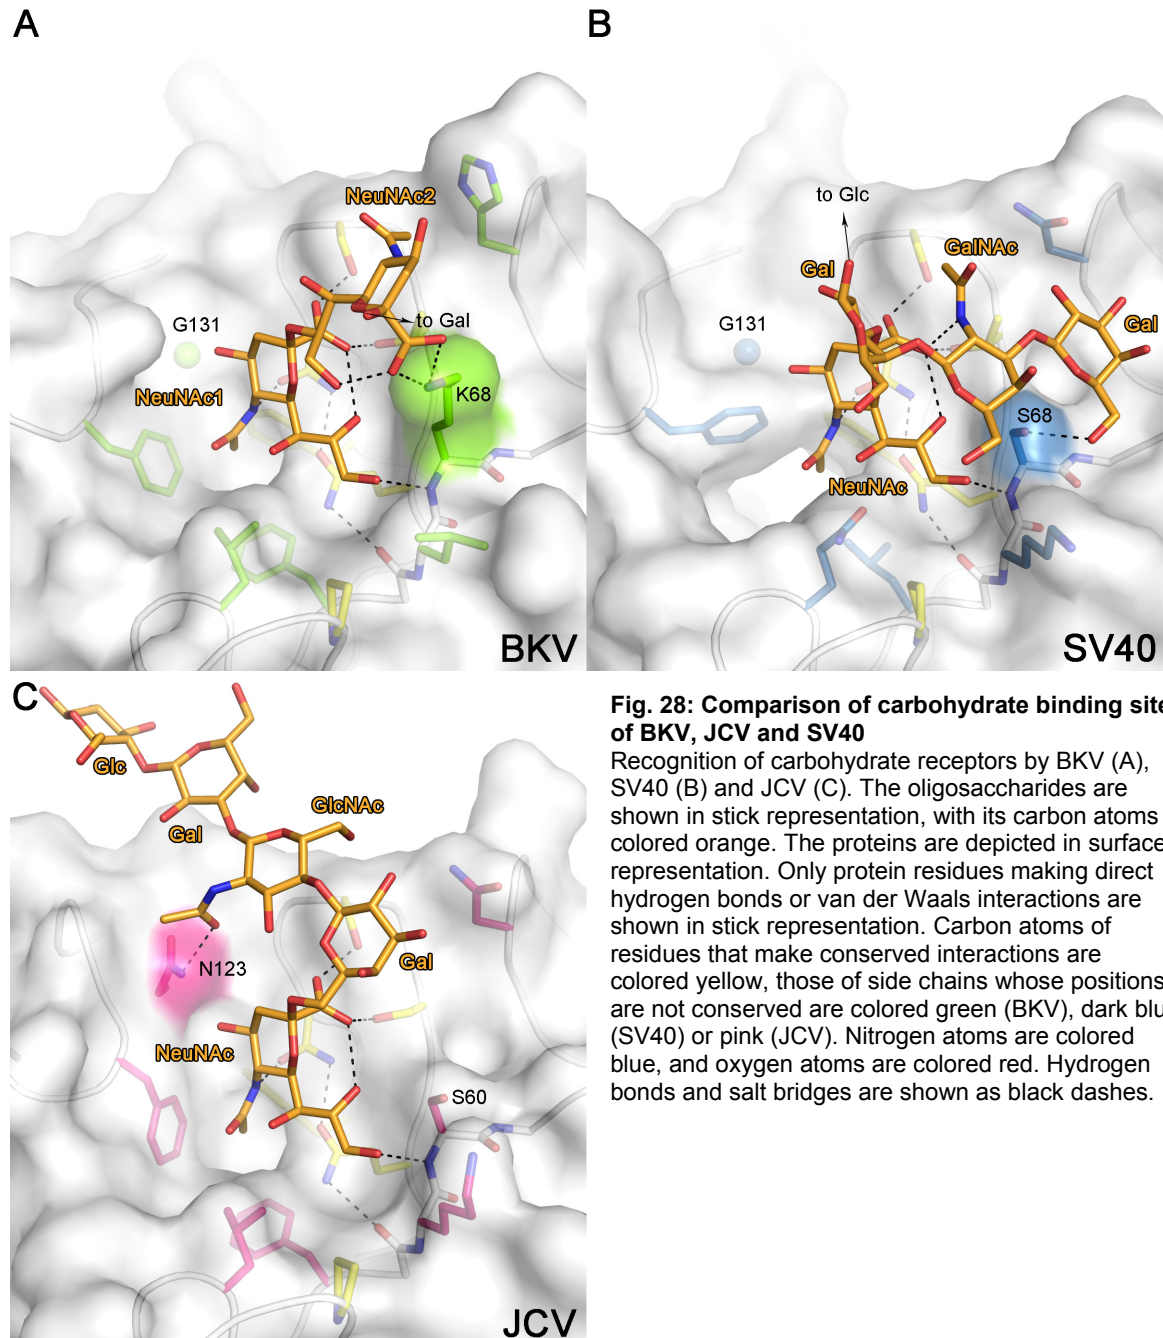 A
B
NeuNAc2
to Gal
G131
NeuNAc1
K68
BKV
to Glc
GalNAc
Gal
Gal
G131
S68
NeuNAc
SV40
C
Glc
GlcNAc
Gal
N123
Gal
NeuNAc
S60
JCV
Fig. 28: Comparison of carbohydrate binding site
of BKV, JCV and SV40
Recognition of carbohydrate receptors by BKV (A),
SV40 (B) and JCV (C). The oligosaccharides are
shown in stick representation, with its carbon atoms
colored orange. The proteins are depicted in surface
representation. Only protein residues making direct
hydrogen bonds or van der Waals interactions are
shown in stick representation. Carbon atoms of
residues that make conserved interactions are
colored yellow, those of side chains whose positions
are not conserved are colored green (BKV), dark blu
(SV40) or pink (JCV). Nitrogen atoms are colored
blue, and oxygen atoms are colored red. Hydrogen
bonds and salt bridges are shown as black dashes.